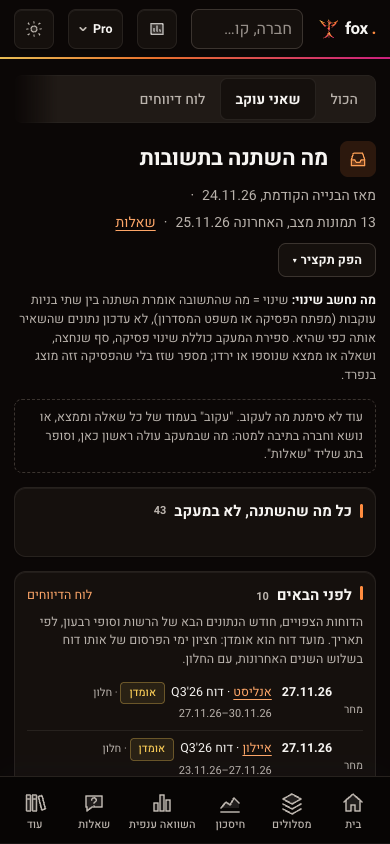 fox.
חברה, קו...
Pro
הכול
שאני עוקב
לוח דיווחים
מה השתנה בתשובות
מאז הבנייה הקודמת, 24.11.26 ·
13 תמונות מצב, האחרונה 25.11.26 · שאלות
הפק תקציר ▾
מה נחשב שינוי: שינוי = מה שהתשובה אומרת השתנה בין שתי בניות
עוקבות (מפתח הפסיקה או משפט המסדרון), לא עדכון נתונים שהשאיר
אותה כפי שהיא. ספירת המעקב כוללת שינוי פסיקה, סף שנחצה,
ושאלה או ממצא שנוספו או ירדו; מספר שזז בלי שהפסיקה זזה מוצג
בנפרד.
עוד לא סימנת מה לעקוב. "עקוב" בעמוד של כל שאלה וממצא, או
נושא וחברה בתיבה למטה: מה שבמעקב עולה ראשון כאן, וסופר
בתג שליד "שאלות".
כל מה שהשתנה, לא במעקב 43
לפני הבאים 10
לוח הדיווחים
הדוחות הצפויים, חודש הנתונים הבא של הרשות וסופי רבעון, לפי
תאריך. מועד דוח הוא אומדן: חציון ימי הפרסום של אותו דוח
בשלוש השנים האחרונות, עם החלון.
27.11.26 אנליסט · דוח Q3'26 אומדן · חלון
מחר
27.11.26–30.11.26
27.11.26 איילון · דוח Q3'26 אומדן · חלון
מחר
23.11.26–27.11.26
בית
מסלולים
חיסכון
השוואה ענפית
שאלות
עוד